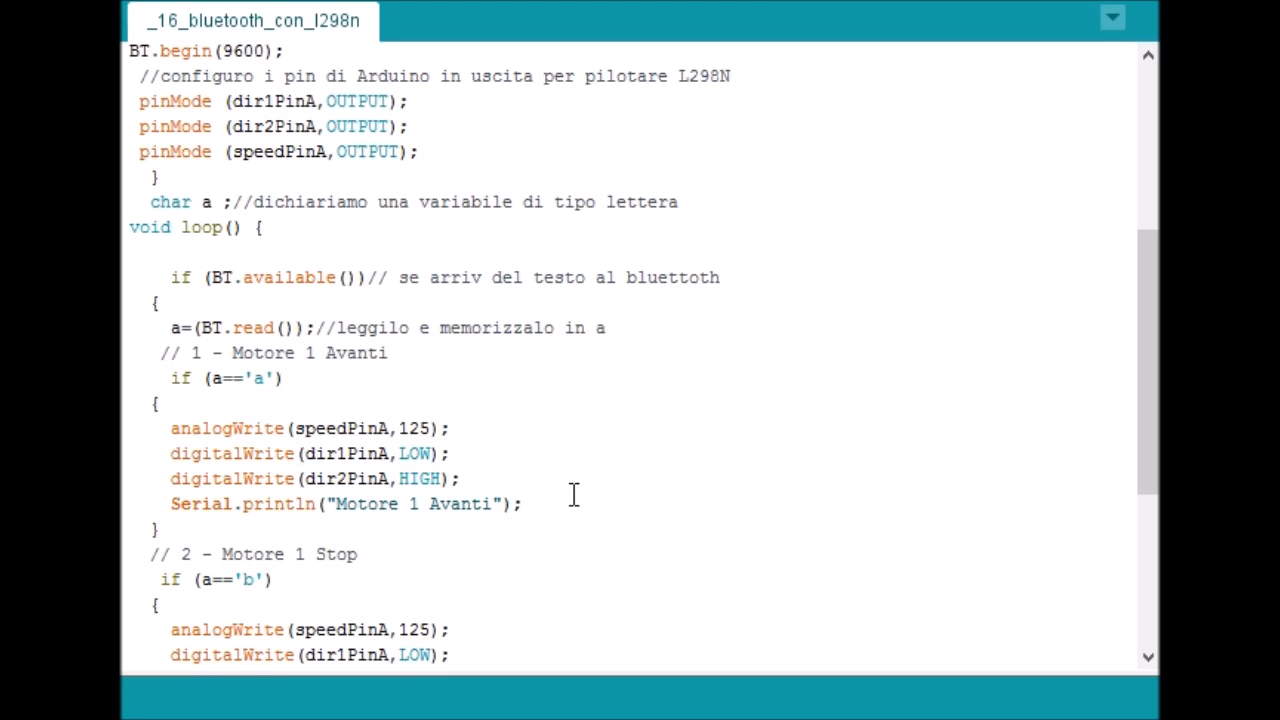 _16_bluetooth_con_l298n
BT.begin(9600);
//configuro i pin di Arduino in uscita per pilotare L298N
pinMode (dir1PinA,OUTPUT);
pinMode (dir2PinA,OUTPUT);
pinMode (speedPinA,OUTPUT);
}
char a ;//dichiariamo una variabile di tipo lettera
void loop() {
if (BT.available())// se arriv del testo al bluettoth
{
a=(BT.read());//leggilo e memorizzalo in a
// 1 - Motore 1 Avanti
if (a=='a')
{
analogWrite(speedPinA,125);
digitalWrite(dir1PinA,LOW);
digitalWrite(dir2PinA,HIGH);
Serial.println("Motore 1 Avanti");
}
// 2 - Motore 1 Stop
if (a=='b')
{
analogWrite(speedPinA,125);
digitalWrite(dir1PinA,LOW);